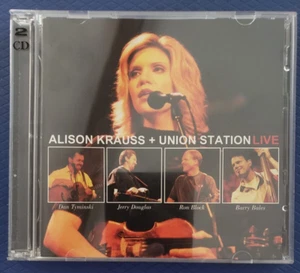 2
CD
ALISON KRAUSS + UNION STATION LIVE
Dan Tyminski
Jerry Douglas
Ron Block
Barry Bales